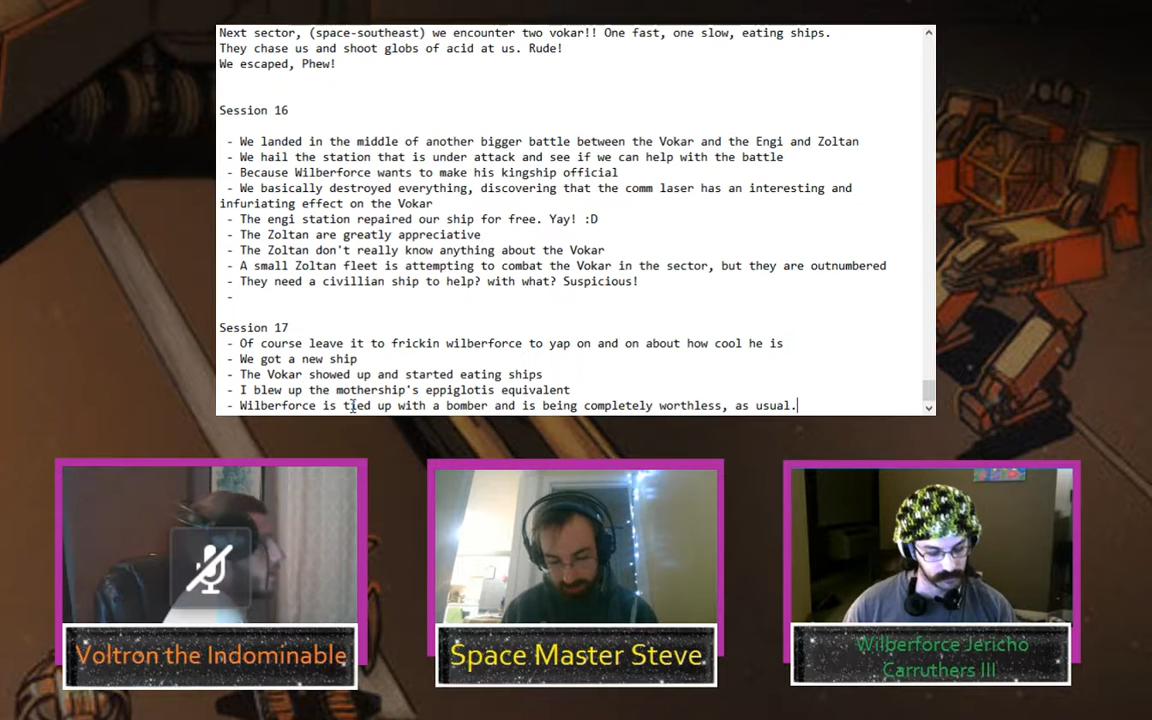 Next sector, (space-southeast) we encounter two vokar!! One fast, one slow, eating ships.
They chase us and shoot globs of acid at us. Rude!
We escaped, Phew!
Session 16
- We landed in the middle of another bigger battle between the Vokar and the Engi and Zoltan
- We hail the station that is under attack and see if we can help with the battle
- Because Wilberforce wants to make his kingship official
- We basically destroyed everything, discovering that the comm laser has an interesting and
infuriating effect on the Vokar
- The engi station repaired our ship for free. Yay! :D
- The Zoltan are greatly appreciative
- The Zoltan don't really know anything about the Vokar
- A small Zoltan fleet is attempting to combat the Vokar in the sector, but they are outnumbered
- They need a civillian ship to help? with what? Suspicious!
-
Session 17
- Of course leave it to frickin wilberforce to yap on and on about how cool he is
- We got a new ship
- The Vokar showed up and started eating ships
- I blew up the mothership's eppiglotis equivalent
- Wilberforce is tied up with a bomber and is being completely worthless, as usual.
Voltron the Indominable
Space Master Steve
Wilberforce Jericho
Carruthers III